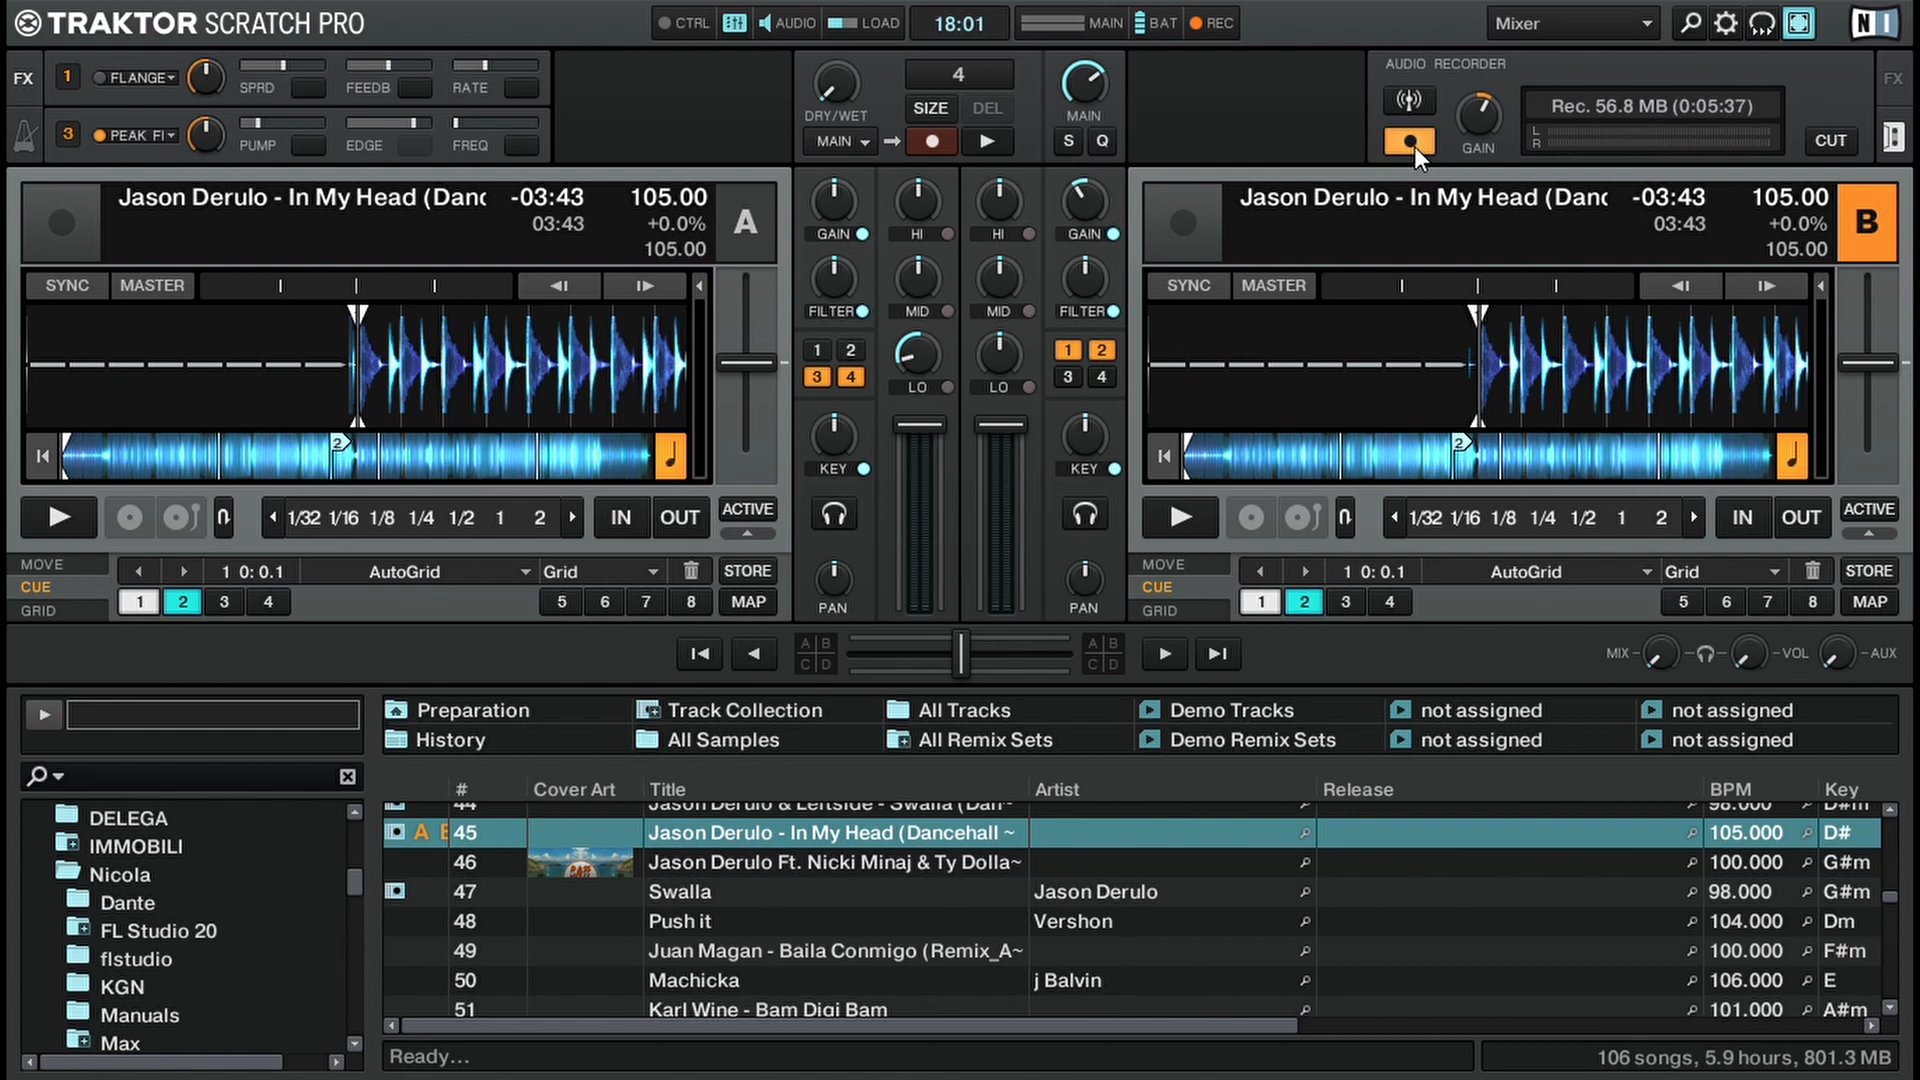 TRAKTOR SCRATCH PRO
CTRL AUDIO LOAD 18:01 MAIN BAT REC
Mixer
NI
FX 1 FLANGE SPRD FEEDB RATE
3 PEAK FI PUMP EDGE FREQ
DRY/WET 4 SIZE DEL MAIN
MAIN S Q
AUDIO RECORDER
Rec. 56.8 MB (0:05:37)
L
R
GAIN CUT
FX
Jason Derulo - In My Head (Danc -03:43 105.00
03:43 +0.0%
105.00
A
SYNC MASTER
2
1/32 1/16 1/8 1/4 1/2 1 2 IN OUT ACTIVE
MOVE
CUE
GRID
1 0: 0.1 AutoGrid Grid STORE
1 2 3 4 5 6 7 8 MAP
GAIN HI HI GAIN
FILTER MID MID FILTER
1 2 1 2
3 4 LO LO 3 4
KEY KEY
PAN PAN
Jason Derulo - In My Head (Danc -03:43 105.00
03:43 +0.0%
105.00
B
SYNC MASTER
2
1/32 1/16 1/8 1/4 1/2 1 2 IN OUT ACTIVE
MOVE
CUE
GRID
1 0: 0.1 AutoGrid Grid STORE
1 2 3 4 5 6 7 8 MAP
A B A B
C D C D
MIX VOL AUX
Preparation Track Collection All Tracks Demo Tracks not assigned not assigned
History All Samples All Remix Sets Demo Remix Sets not assigned not assigned
DELEGA
IMMOBILI
Nicola
Dante
FL Studio 20
flstudio
KGN
Manuals
Max
# Cover Art Title Artist Release BPM Key
44 Jason Derulo & Leftside - Swalla (Dan~ 98.000 D#m
A B 45 Jason Derulo - In My Head (Dancehall ~ 105.000 D#
46 Jason Derulo Ft. Nicki Minaj & Ty Dolla~ 100.000 G#m
47 Swalla Jason Derulo 98.000 G#m
48 Push it Vershon 104.000 Dm
49 Juan Magan - Baila Conmigo (Remix_A~ 100.000 F#m
50 Machicka j Balvin 106.000 E
51 Karl Wine - Bam Digi Bam 101.000 A#m
Ready...
106 songs, 5.9 hours, 801.3 MB